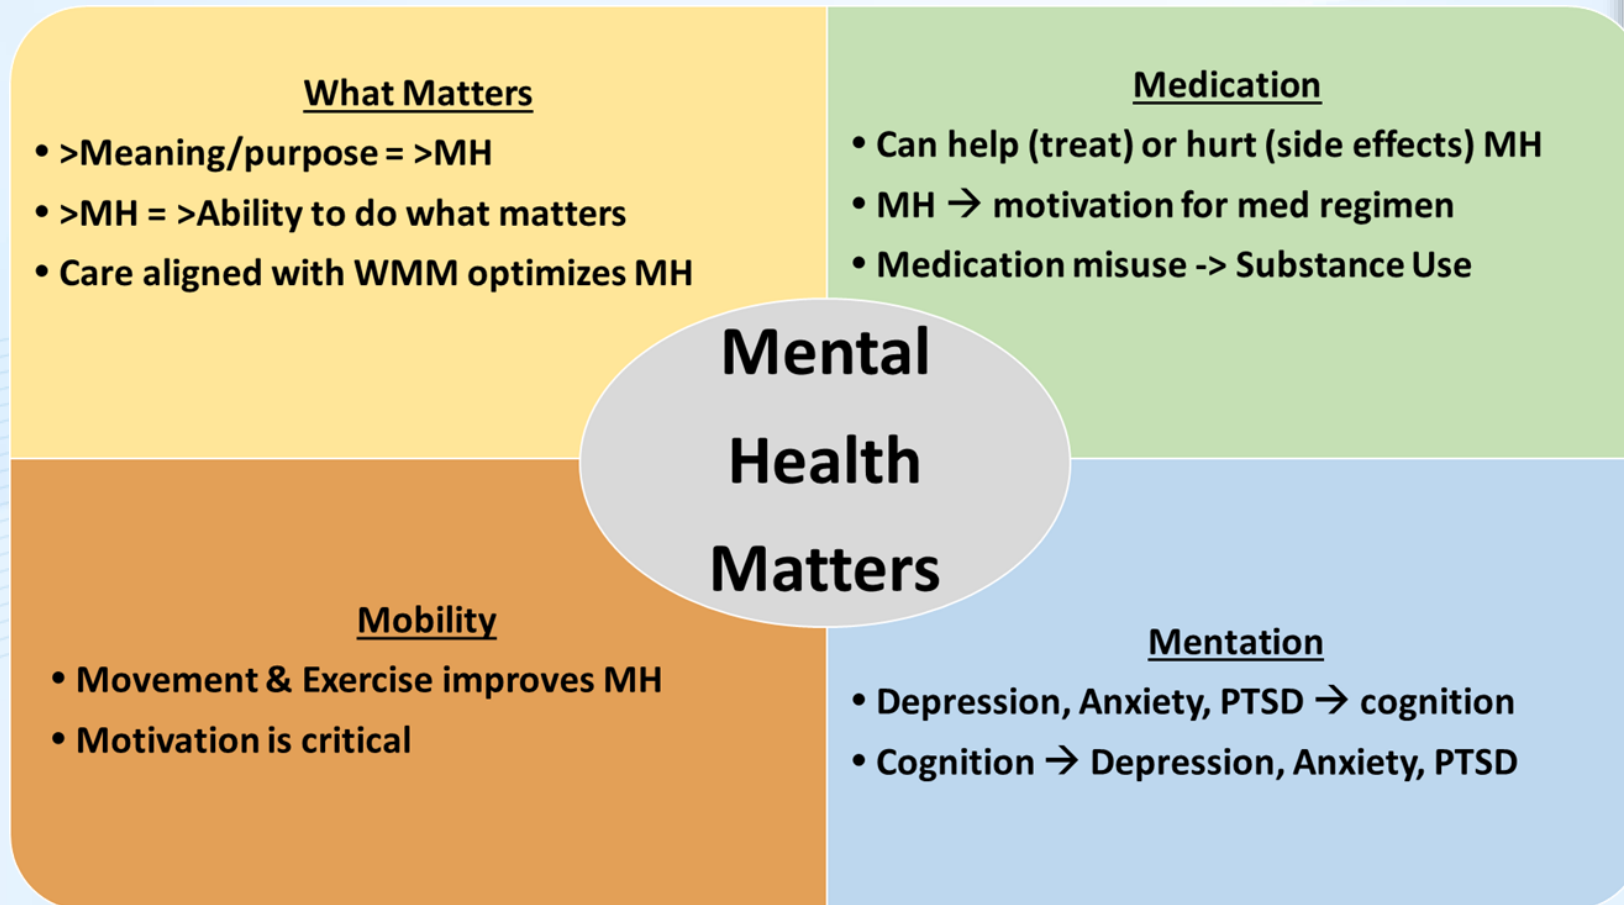 What Matters
• >Meaning/purpose = >MH
• >MH = >Ability to do what matters
• Care aligned with WMM optimizes MH
Medication
• Can help (treat) or hurt (side effects) MH
• MH → motivation for med regimen
• Medication misuse -> Substance Use
Mental
Health
Matters
Mobility
• Movement & Exercise improves MH
• Motivation is critical
Mentation
• Depression, Anxiety, PTSD → cognition
• Cognition → Depression, Anxiety, PTSD